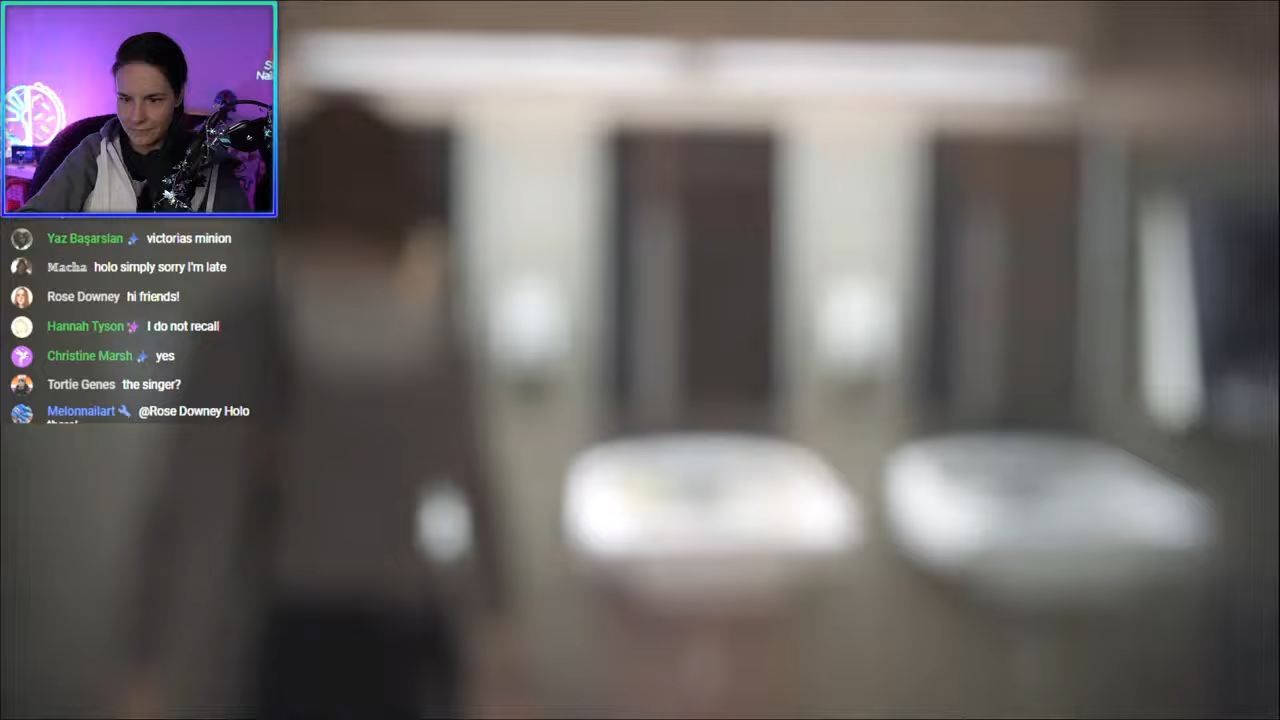 Yaz Başarslan victorias minion
Macha holo simply sorry I'm late
Rose Downey hi friends!
Hannah Tyson I do not recall
Christine Marsh yes
Tortie Genes the singer?
Melonnailart @Rose Downey Holo